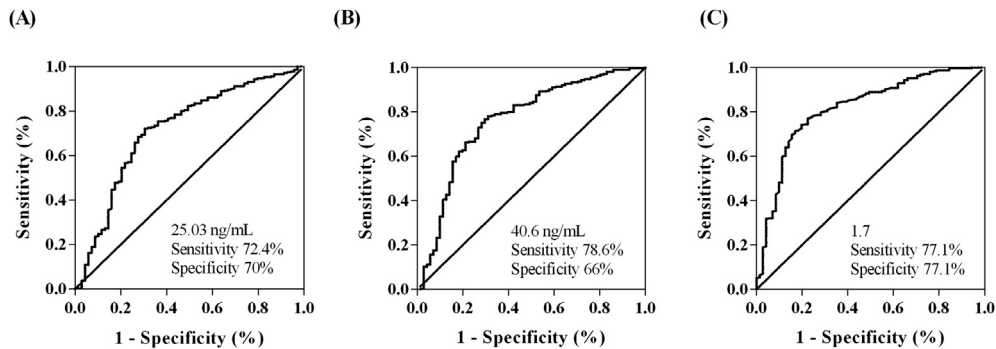 (A)
Sensitivity (%)
1.0
0.8
0.6
0.4
0.2
0.0
25.03 ng/mL
Sensitivity 72.4%
Specificity 70%
0.0 0.2 0.4 0.6 0.8 1.0
1 - Specificity (%)
(B)
Sensitivity (%)
1.0
0.8
0.6
0.4
0.2
0.0
40.6 ng/mL
Sensitivity 78.6%
Specificity 66%
0.0 0.2 0.4 0.6 0.8 1.0
1 - Specificity (%)
(C)
Sensitivity (%)
1.0
0.8
0.6
0.4
0.2
0.0
1.7
Sensitivity 77.1%
Specificity 77.1%
0.0 0.2 0.4 0.6 0.8 1.0
1 - Specificity (%)